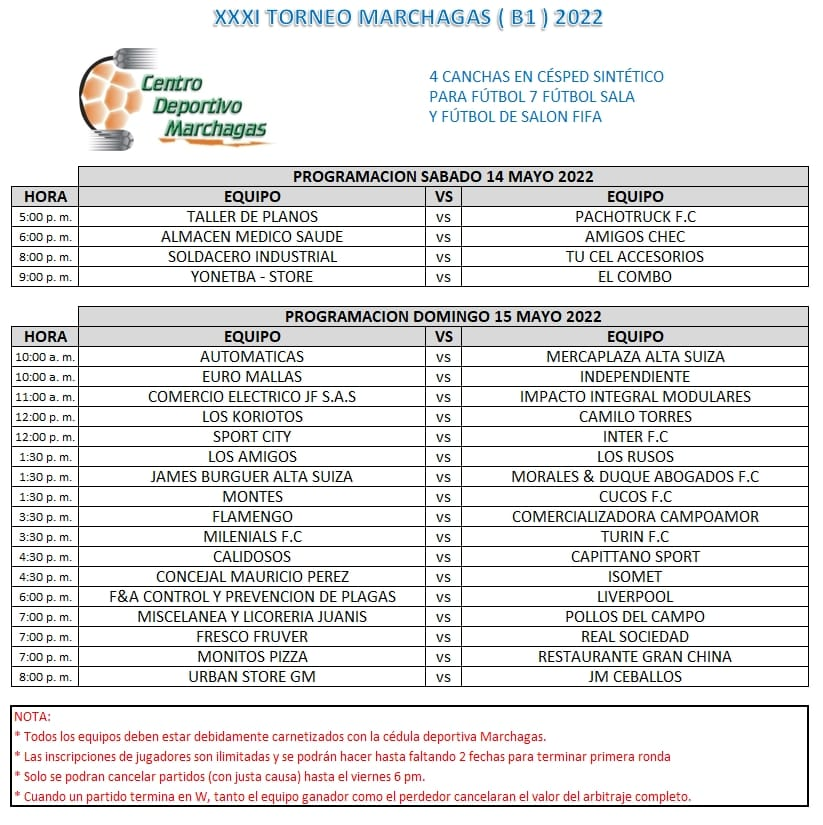 XXXI TORNEO MARCHAGAS ( B1 ) 2022
Centro
Deportivo
Marchagas
4 CANCHAS EN CÉSPED SINTÉTICO
PARA FÚTBOL 7 FÚTBOL SALA
Y FÚTBOL DE SALON FIFA
PROGRAMACION SABADO 14 MAYO 2022
HORA EQUIPO VS EQUIPO
5:00 p. m. TALLER DE PLANOS vs PACHOTRUCK F.C
6:00 p. m. ALMACEN MEDICO SAUDE vs AMIGOS CHEC
8:00 p. m. SOLDACERO INDUSTRIAL vs TU CEL ACCESORIOS
9:00 p. m. YONETBA - STORE vs EL COMBO
PROGRAMACION DOMINGO 15 MAYO 2022
HORA EQUIPO VS EQUIPO
10:00 a. m. AUTOMATICAS vs MERCAPLAZA ALTA SUIZA
10:00 a. m. EURO MALLAS vs INDEPENDIENTE
11:00 a. m. COMERCIO ELECTRICO JF S.A.S vs IMPACTO INTEGRAL MODULARES
12:00 p. m. LOS KORIOTOS vs CAMILO TORRES
12:00 p. m. SPORT CITY vs INTER F.C
1:30 p. m. LOS AMIGOS vs LOS RUSOS
1:30 p. m. JAMES BURGUER ALTA SUIZA vs MORALES & DUQUE ABOGADOS F.C
1:30 p. m. MONTES vs CUCOS F.C
3:30 p. m. FLAMENGO vs COMERCIALIZADORA CAMPOAMOR
3:30 p. m. MILENIALS F.C vs TURIN F.C
4:30 p. m. CALIDOSOS vs CAPITTANO SPORT
4:30 p. m. CONCEJAL MAURICIO PEREZ vs ISOMET
6:00 p. m. F&A CONTROL Y PREVENCION DE PLAGAS vs LIVERPOOL
7:00 p. m. MISCELANEA Y LICORERIA JUANIS vs POLLOS DEL CAMPO
7:00 p. m. FRESCO FRUVER vs REAL SOCIEDAD
7:00 p. m. MONITOS PIZZA vs RESTAURANTE GRAN CHINA
8:00 p. m. URBAN STORE GM vs JM CEBALLOS
NOTA:
* Todos los equipos deben estar debidamente carnetizados con la cédula deportiva Marchagas.
* Las inscripciones de jugadores son ilimitadas y se podrán hacer hasta faltando 2 fechas para terminar primera ronda
* Solo se podran cancelar partidos (con justa causa) hasta el viernes 6 pm.
* Cuando un partido termina en W, tanto el equipo ganador como el perdedor cancelaran el valor del arbitraje completo.